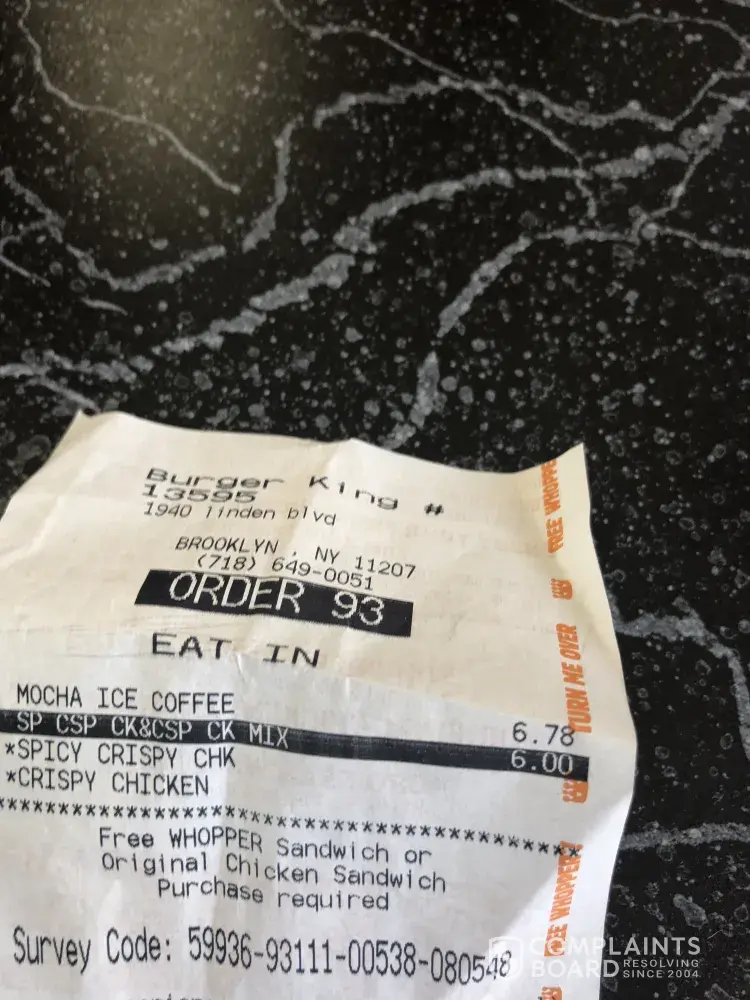 Burger King #
13595
1940 linden blvd
BROOKLYN , NY 11207
(718) 649-0051
ORDER 93
EAT IN
MOCHA ICE COFFEE 6.78
SP CSP CK&CSP CK MIX 6.00
*SPICY CRISPY CHK
*CRISPY CHICKEN
*****************************************
Free WHOPPER Sandwich or
Original Chicken Sandwich
Purchase required
Survey Code: 59936-93111-00538-080548
FREE WHOPPE
TURN ME OVER
FREE WHOPPER
COMPLAINTS
BOARD RESOLVING
SINCE 2004